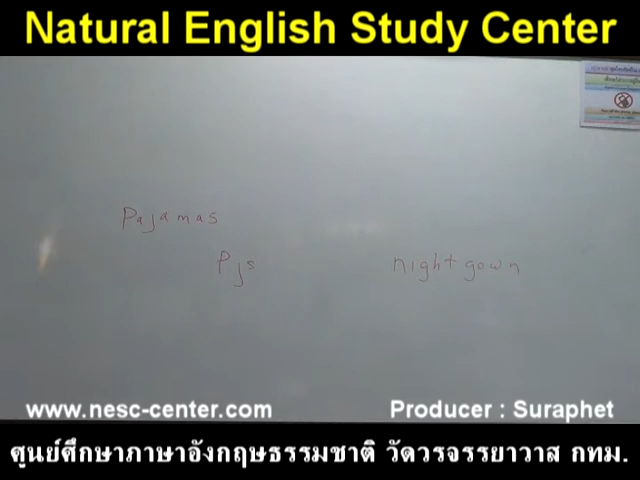 Natural English Study Center
Pajamas
Pjs
nightgown
www.nesc-center.com
Producer : Suraphet
ศูนย์ศึกษาภาษาอังกฤษธรรมชาติ วัดวรจรรยาวาส กทม.